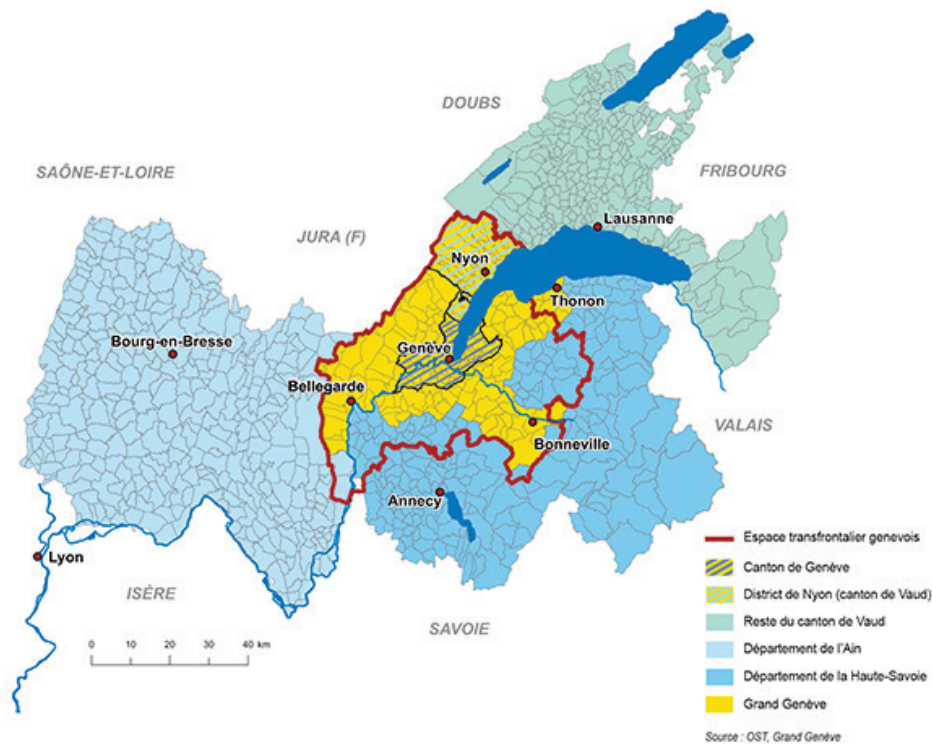 DOUBS
SAÔNE-ET-LOIRE
FRIBOURG
Lausanne
JURA (F)
Nyon
Thonon
Bourg-en-Bresse
Genève
Bellegarde
VALAIS
Bonneville
Annecy
Lyon
ISÈRE
SAVOIE
0 10 20 30 40 km
Espace transfrontalier genevois
Canton de Genève
District de Nyon (canton de Vaud)
Reste du canton de Vaud
Département de l'Ain
Département de la Haute-Savoie
Grand Genève
Source : OST, Grand Genève